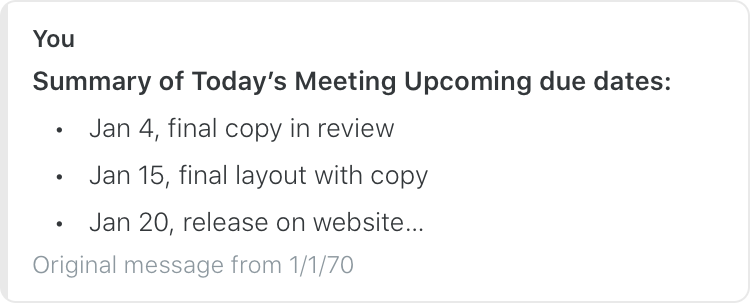 You
Summary of Today’s Meeting Upcoming due dates:
• Jan 4, final copy in review
• Jan 15, final layout with copy
• Jan 20, release on website...
Original message from 1/1/70